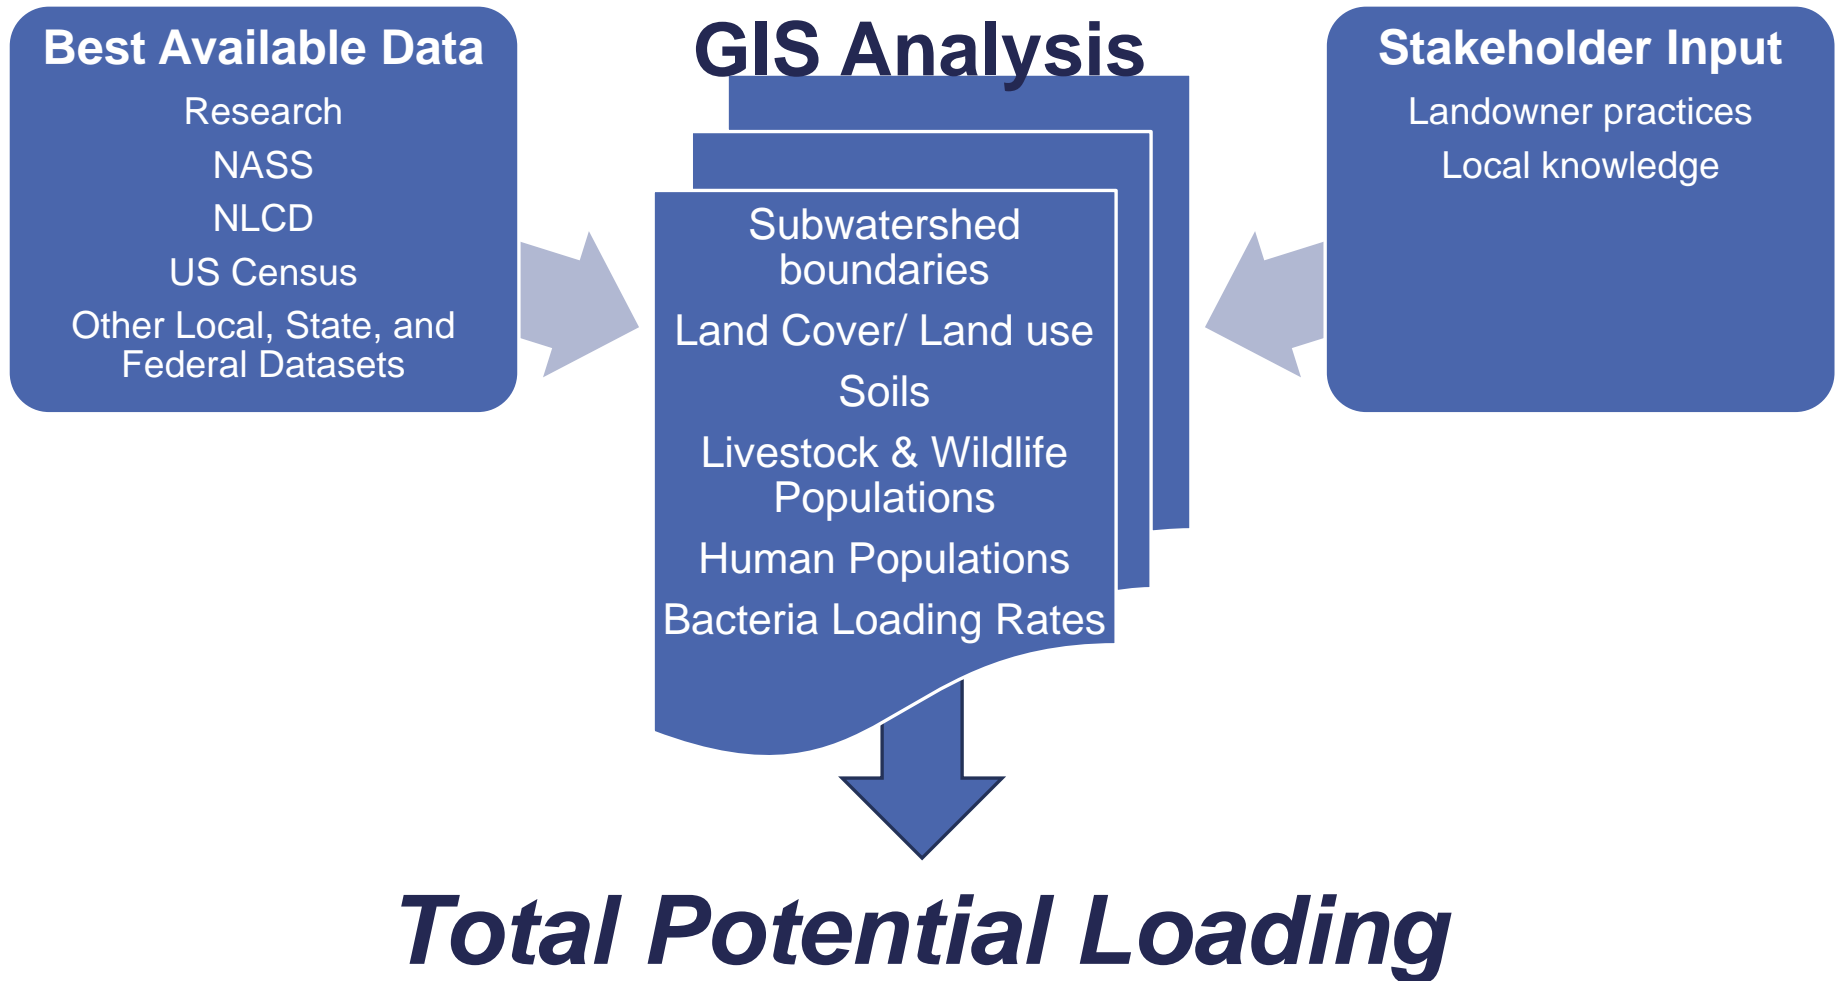 Best Available Data
Research
NASS
NLCD
US Census
Other Local, State, and
Federal Datasets
GIS Analysis
Subwatershed
boundaries
Land Cover/ Land use
Soils
Livestock & Wildlife
Populations
Human Populations
Bacteria Loading Rates
Stakeholder Input
Landowner practices
Local knowledge
Total Potential Loading